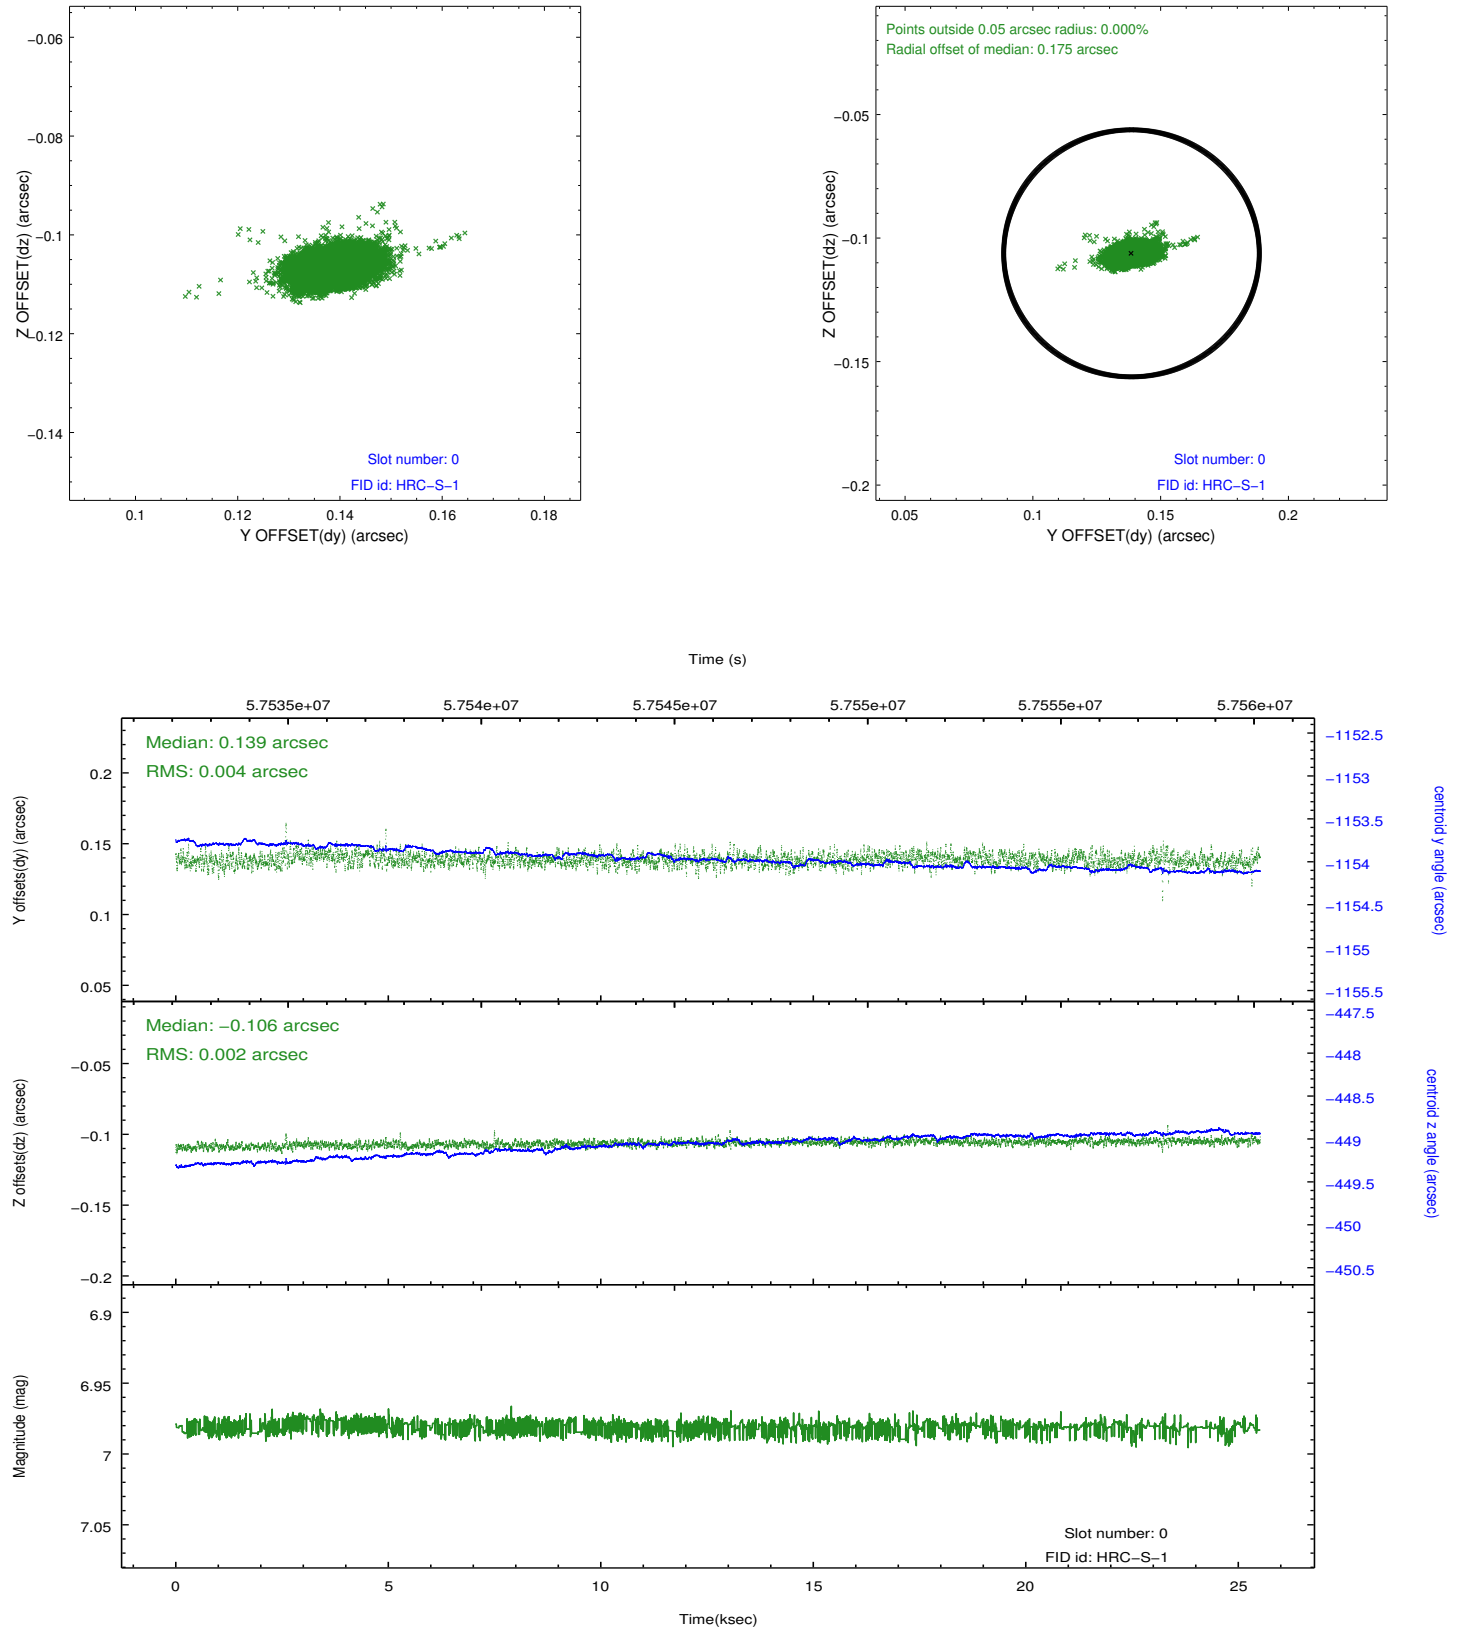 −0.06
−0.08
−0.1
−0.12
−0.14
Z OFFSET(dz) (arcsec)
Slot number: 0
FID id: HRC−S−1
0.1
0.12
0.14
0.16
0.18
Y OFFSET(dy) (arcsec)
Points outside 0.05 arcsec radius: 0.000%
Radial offset of median: 0.175 arcsec
−0.05
−0.1
−0.15
−0.2
Z OFFSET(dz) (arcsec)
Slot number: 0
FID id: HRC−S−1
0.05
0.1
0.15
0.2
Y OFFSET(dy) (arcsec)
Time (s)
5.7535e+07
5.754e+07
5.7545e+07
5.755e+07
5.7555e+07
5.756e+07
Median: 0.139 arcsec
RMS: 0.004 arcsec
0.2
0.15
0.1
0.05
Y offsets(dy) (arcsec)
−1152.5
−1153
−1153.5
−1154
−1154.5
−1155
−1155.5
centroid y angle (arcsec)
Median: −0.106 arcsec
RMS: 0.002 arcsec
−0.05
−0.1
−0.15
−0.2
Z offsets(dz) (arcsec)
−447.5
−448
−448.5
−449
−449.5
−450
−450.5
centroid z angle (arcsec)
6.9
6.95
7
7.05
Magnitude (mag)
Slot number: 0
FID id: HRC−S−1
0
5
10
15
20
25
Time(ksec)